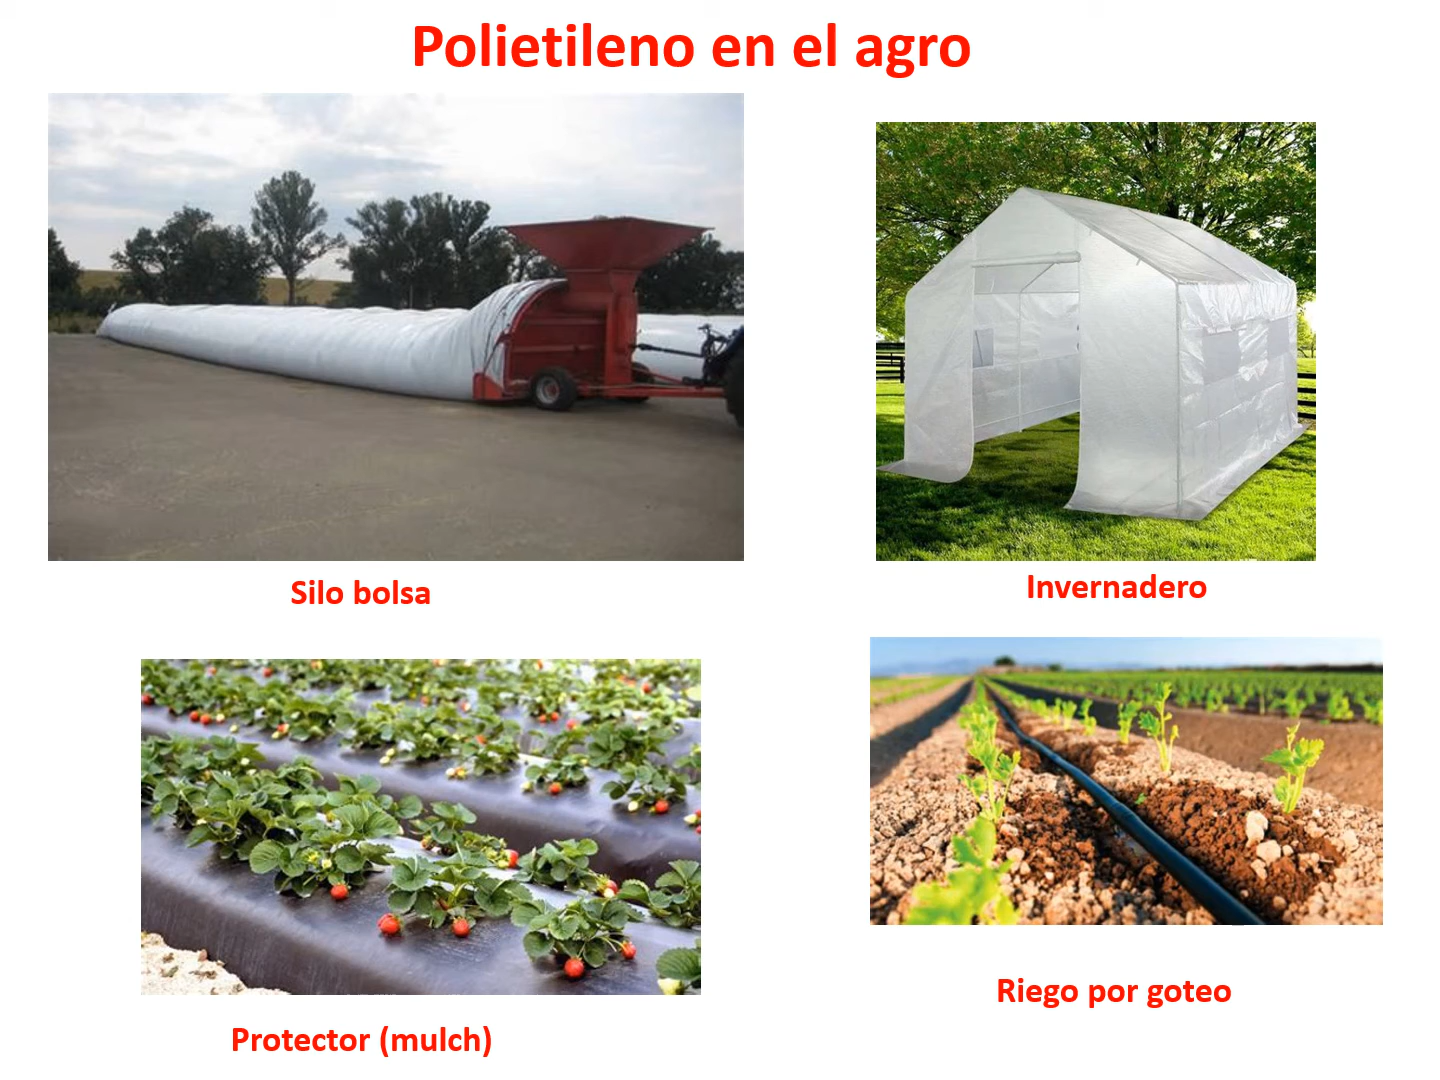 Polietileno en el agro
Silo bolsa
Invernadero
Protector (mulch)
Riego por goteo